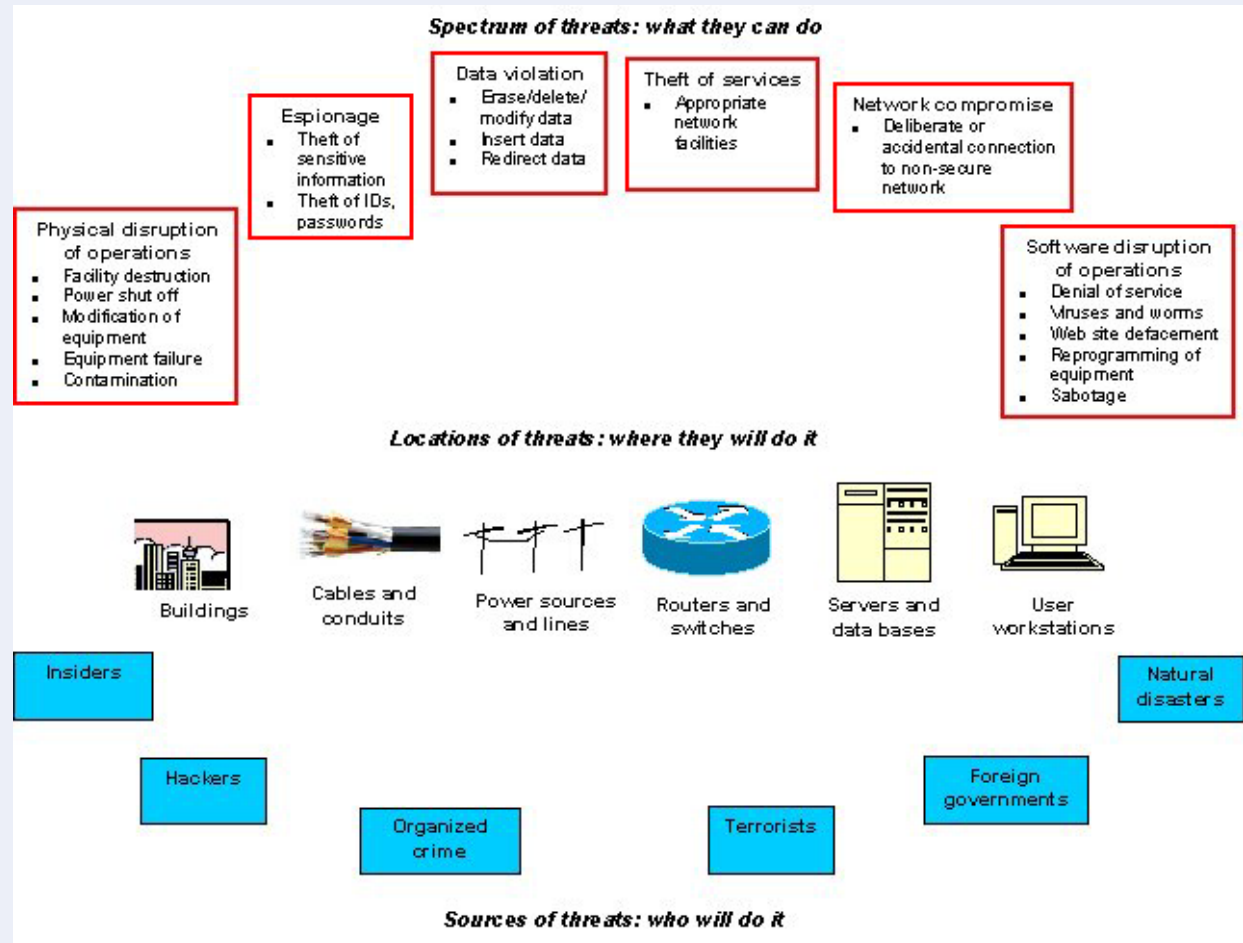 Spectrum of threats: what they can do
Physical disruption
of operations
▪ Facility destruction
▪ Power shut off
▪ Modification of
equipment
▪ Equipment failure
▪ Contamination
Espionage
▪ Theft of
sensitive
information
▪ Theft of IDs,
passwords
Data violation
▪ Erase/delete/
modify data
▪ Insert data
▪ Redirect data
Theft of services
▪ Appropriate
network
facilities
Network compromise
▪ Deliberate or
accidental connection
to non-secure
network
Software disruption
of operations
▪ Denial of service
▪ Viruses and worms
▪ Web site defacement
▪ Reprogramming of
equipment
▪ Sabotage
Locations of threats: where they will do it
Buildings
Cables and
conduits
Power sources
and lines
Routers and
switches
Servers and
data bases
User
workstations
Insiders
Hackers
Organized
crime
Terrorists
Foreign
governments
Natural
disasters
Sources of threats: who will do it